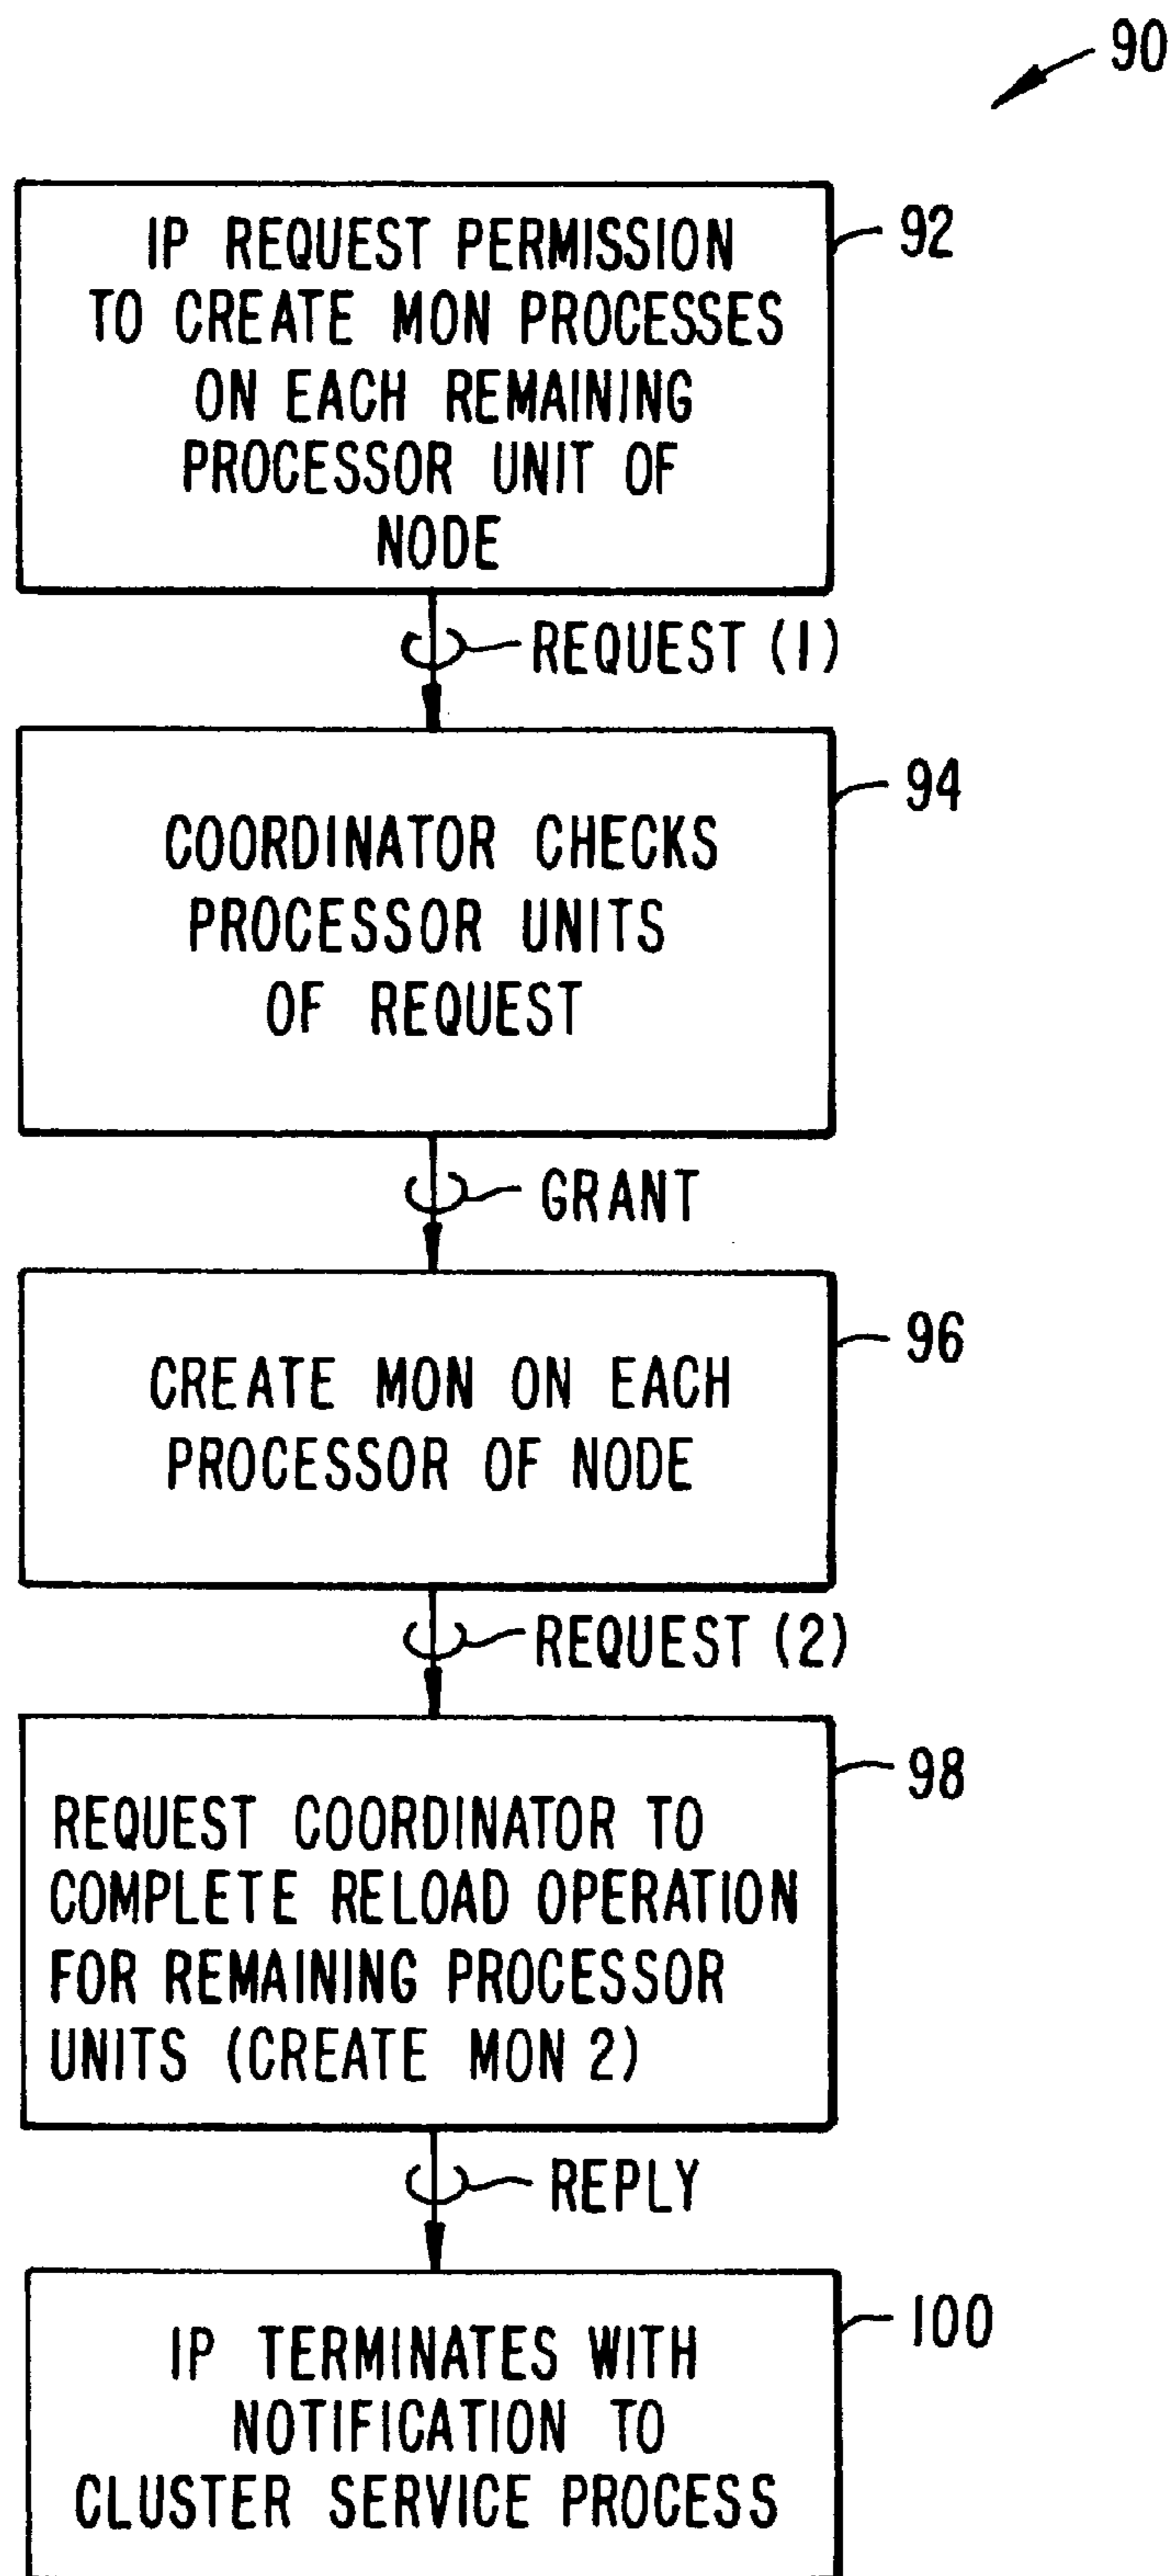 90
IP REQUEST PERMISSION
TO CREATE MON PROCESSES
ON EACH REMAINING
PROCESSOR UNIT OF
NODE
92
REQUEST (1)
COORDINATOR CHECKS
PROCESSOR UNITS
OF REQUEST
94
GRANT
CREATE MON ON EACH
PROCESSOR OF NODE
96
REQUEST (2)
REQUEST COORDINATOR TO
COMPLETE RELOAD OPERATION
FOR REMAINING PROCESSOR
UNITS (CREATE MON 2)
98
REPLY
IP TERMINATES WITH
NOTIFICATION TO
CLUSTER SERVICE PROCESS
100